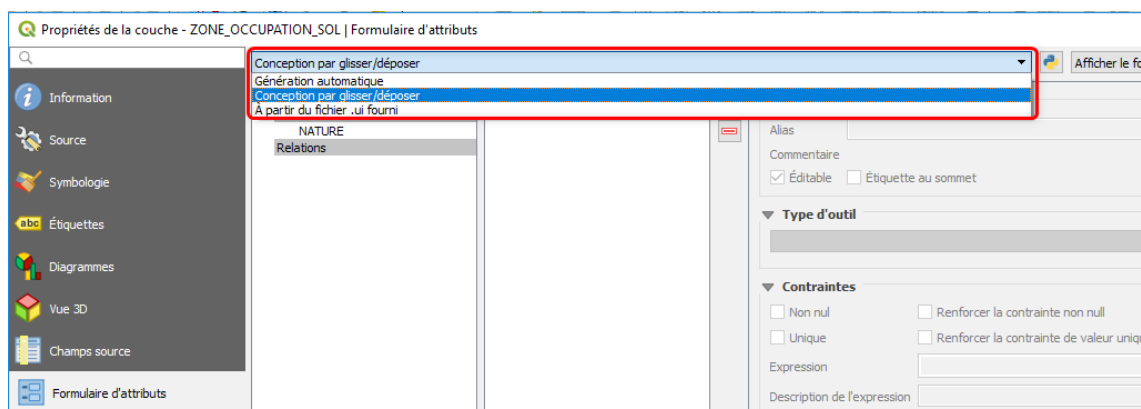 Propriétés de la couche - ZONE_OCCUPATION_SOL | Formulaire d'attributs
Conception par glisser/déposer
Afficher le fo
Génération automatique
Conception par glisser/déposer
À partir du fichier .ui fourni
Information
Source
Symbologie
abc Étiquettes
Diagrammes
Vue 3D
Champs source
Formulaire d'attributs
NATURE
Relations
Alias
Commentaire
Éditable Étiquette au sommet
Type d'outil
Contraintes
Non nul Renforcer la contrainte non null
Unique Renforcer la contrainte de valeur uniqu
Expression
Description de l'expression